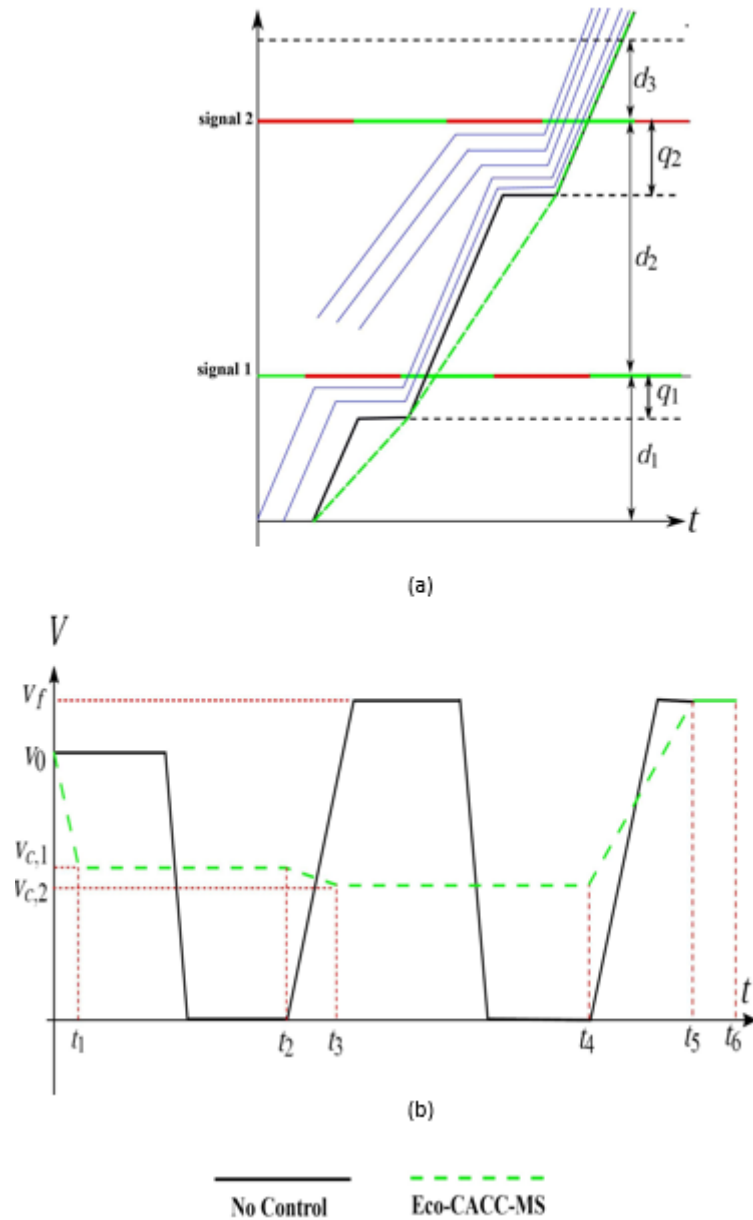 d3
signal 2
q2
d2
signal 1
q1
d1
t
(a)
V
Vf
V0
Vc,1
Vc,2
t
t1 t2 t3 t4 t5 t6
(b)
No Control Eco-CACC-MS